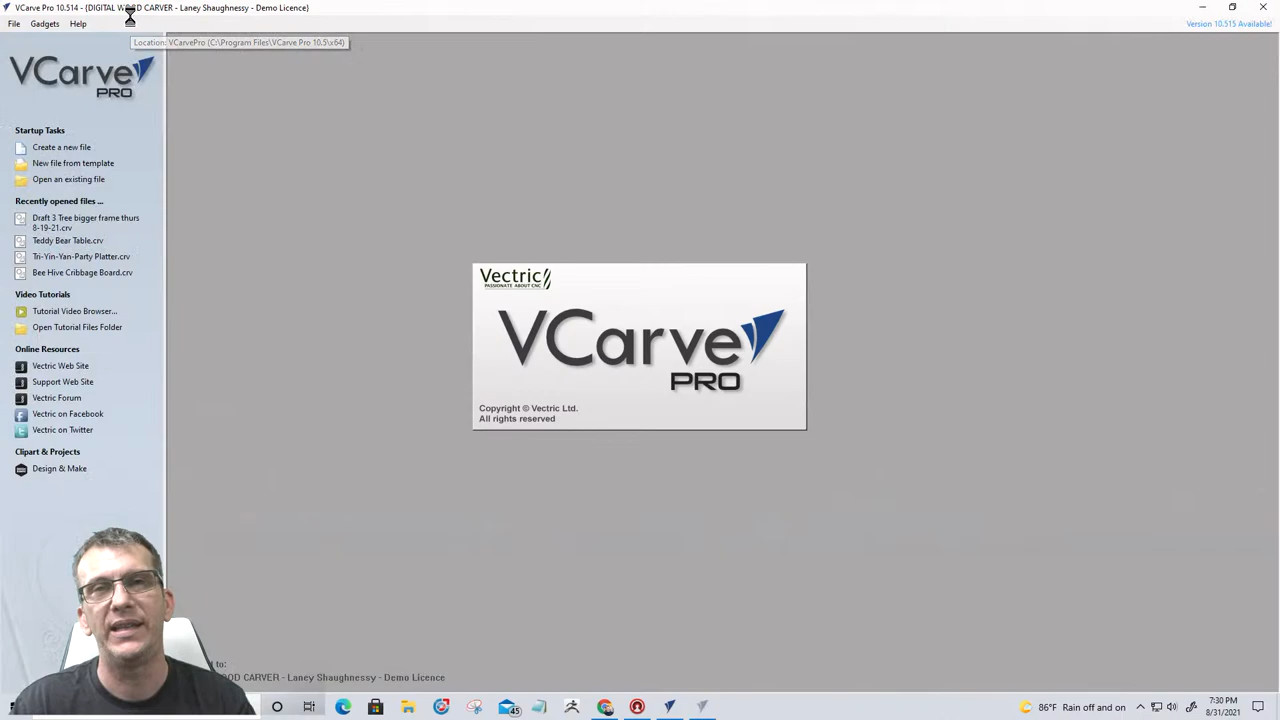 VCarve Pro 10.514 - {DIGITAL WOOD CARVER - Laney Shaughnessy - Demo Licence}
File Gadgets Help
Version 10.515 Available!
Location: VCarvePro (C:\Program Files\VCarve Pro 10.5\x64)
VCarve
PRO
Startup Tasks
Create a new file
New file from template
Open an existing file
Recently opened files ...
Draft 3 Tree bigger frame thurs
8-19-21.crv
Teddy Bear Table.crv
Tri-Yin-Yan-Party Platter.crv
Bee Hive Cribbage Board.crv
Video Tutorials
Tutorial Video Browser...
Open Tutorial Files Folder
Online Resources
Vectric Web Site
Support Web Site
Vectric Forum
Vectric on Facebook
Vectric on Twitter
Clipart & Projects
Design & Make
Vectric
PASSIONATE ABOUT CNC
VCarve
PRO
Copyright © Vectric Ltd.
All rights reserved
to:
OOD CARVER - Laney Shaughnessy - Demo Licence
45
86°F Rain off and on
7:30 PM
8/31/2021